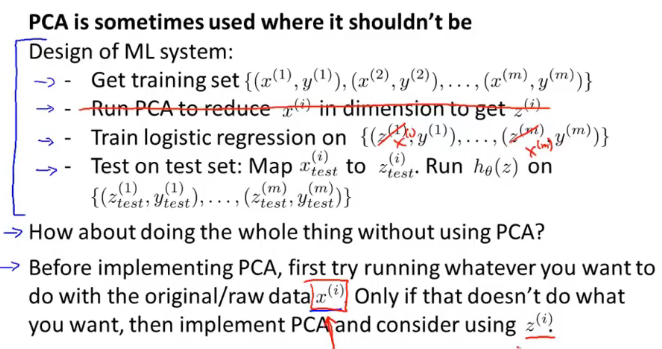 PCA is sometimes used where it shouldn't be
Design of ML system:
→ - Get training set {(x^{(1)}, y^{(1)}), (x^{(2)}, y^{(2)}), . . . , (x^{(m)}, y^{(m)})}
→ - Run PCA to reduce x^{(i)} in dimension to get z^{(i)}
→ - Train logistic regression on {(z^{(1)}, y^{(1)}), . . . , (z^{(m)}, y^{(m)})}
x^{(1)} x^{(m)}
→ - Test on test set: Map x_{test}^{(i)} to z_{test}^{(i)}. Run h_θ(z) on
{(z_{test}^{(1)}, y_{test}^{(1)}), . . . , (z_{test}^{(m)}, y_{test}^{(m)})}
→ How about doing the whole thing without using PCA?
→ Before implementing PCA, first try running whatever you want to
do with the original/raw data x^{(i)} Only if that doesn't do what
you want, then implement PCA and consider using z^{(i)}.